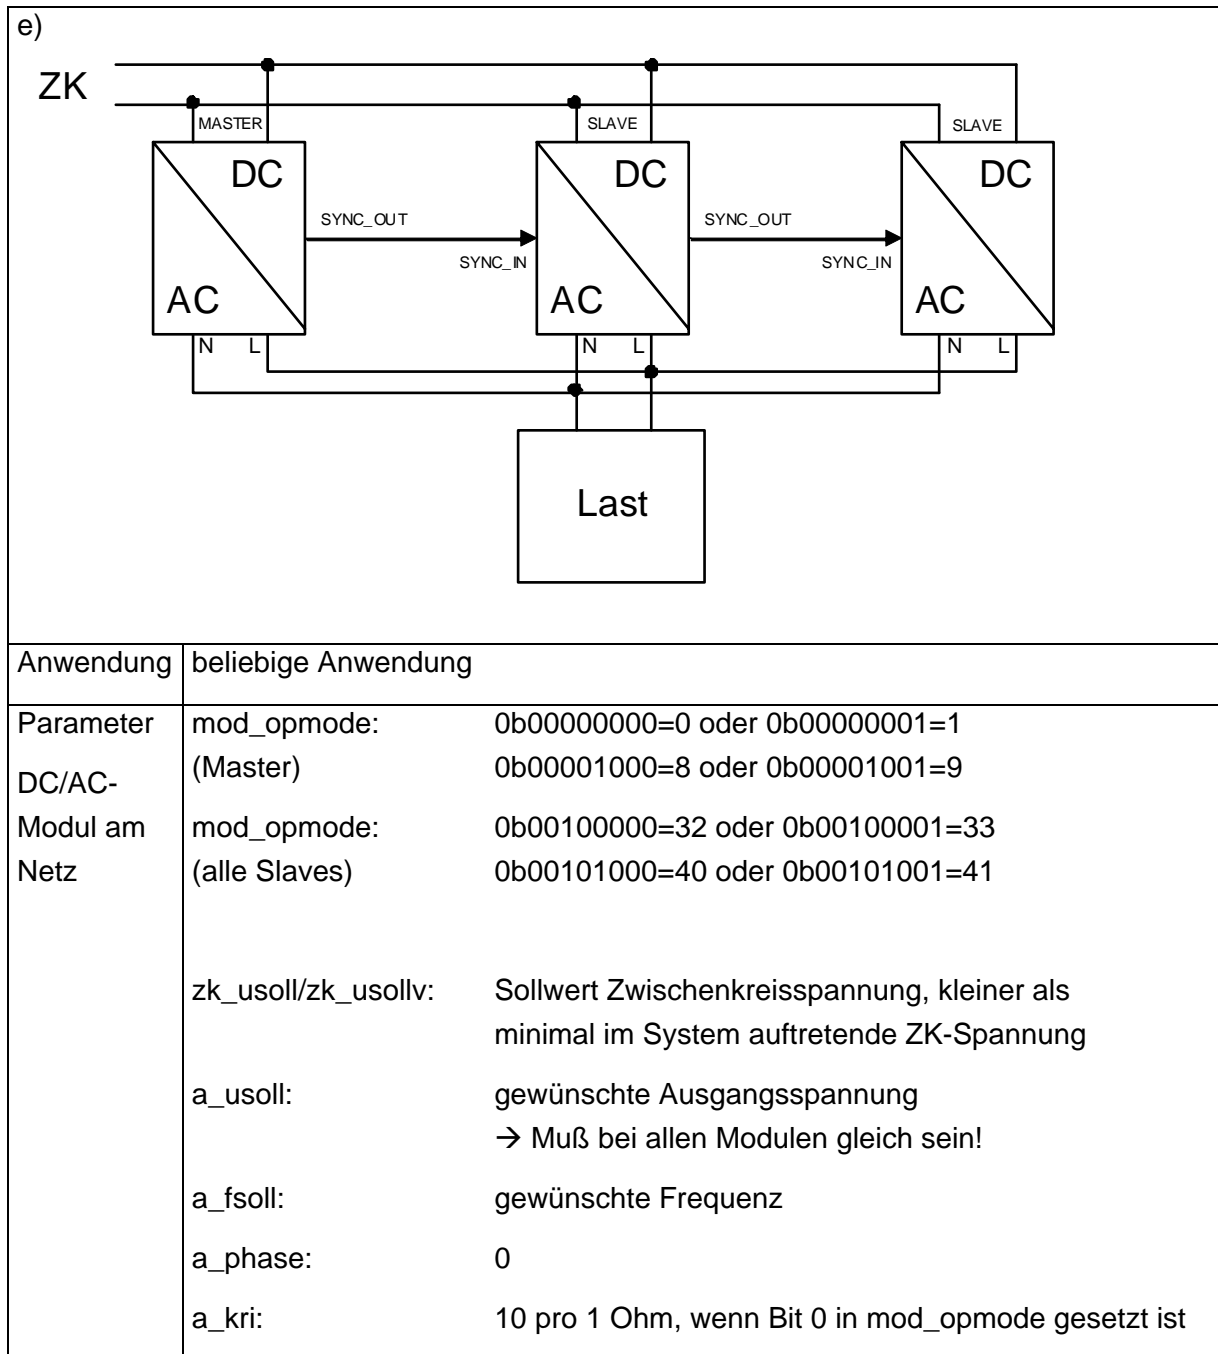 e)
ZK
MASTER SLAVE SLAVE
DC DC DC
SYNC_OUT SYNC_OUT
SYNC_IN SYNC_IN
AC AC AC
N L N L N L
Last
Anwendung beliebige Anwendung
Parameter mod_opmode: 0b00000000=0 oder 0b00000001=1
DC/AC- (Master) 0b00001000=8 oder 0b00001001=9
Modul am mod_opmode: 0b00100000=32 oder 0b00100001=33
Netz (alle Slaves) 0b00101000=40 oder 0b00101001=41
zk_usoll/zk_usollv: Sollwert Zwischenkreisspannung, kleiner als
minimal im System auftretende ZK-Spannung
a_usoll: gewünschte Ausgangsspannung
→ Muß bei allen Modulen gleich sein!
a_fsoll: gewünschte Frequenz
a_phase: 0
a_kri: 10 pro 1 Ohm, wenn Bit 0 in mod_opmode gesetzt ist